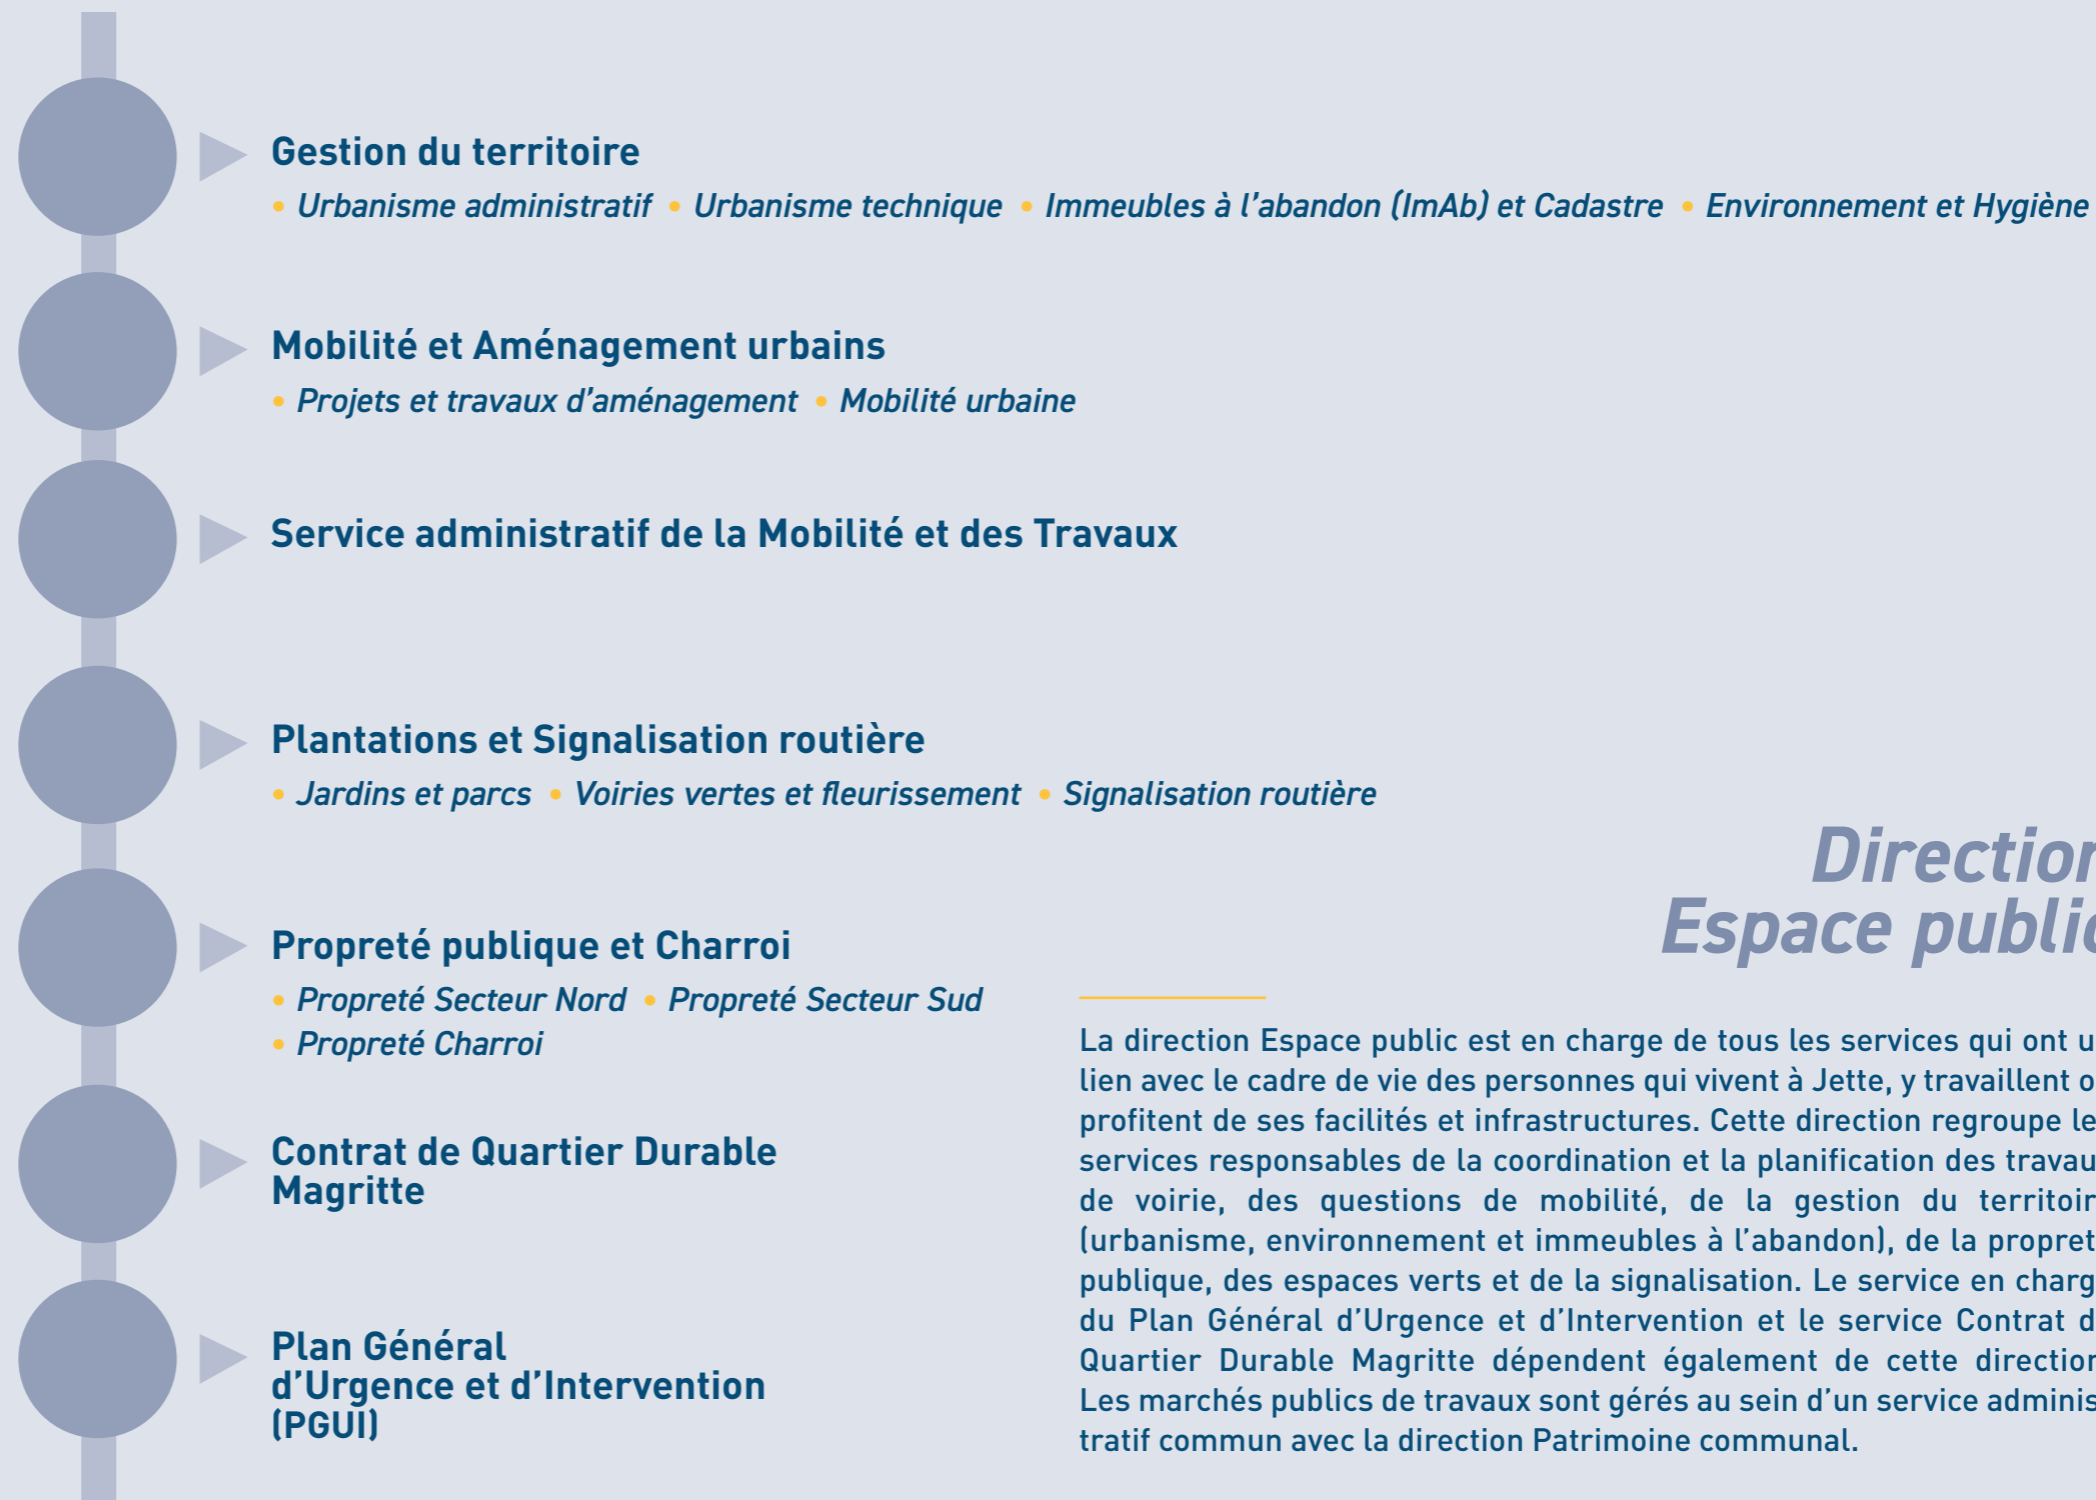 Gestion du territoire
• Urbanisme administratif • Urbanisme technique • Immeubles à l’abandon (ImAb) et Cadastre • Environnement et Hygiène
Mobilité et Aménagement urbains
• Projets et travaux d’aménagement • Mobilité urbaine
Service administratif de la Mobilité et des Travaux
Plantations et Signalisation routière
• Jardins et parcs • Voiries vertes et fleurissement • Signalisation routière
Direction
Espace public
Propreté publique et Charroi
• Propreté Secteur Nord • Propreté Secteur Sud
• Propreté Charroi
Contrat de Quartier Durable
Magritte
Plan Général
d’Urgence et d’Intervention
(PGUI)
La direction Espace public est en charge de tous les services qui ont u
lien avec le cadre de vie des personnes qui vivent à Jette, y travaillent o
profitent de ses facilités et infrastructures. Cette direction regroupe le
services responsables de la coordination et la planification des travau
de voirie, des questions de mobilité, de la gestion du territoir
(urbanisme, environnement et immeubles à l’abandon), de la propret
publique, des espaces verts et de la signalisation. Le service en charg
du Plan Général d’Urgence et d’Intervention et le service Contrat d
Quartier Durable Magritte dépendent également de cette direction
Les marchés publics de travaux sont gérés au sein d’un service adminis
tratif commun avec la direction Patrimoine communal.